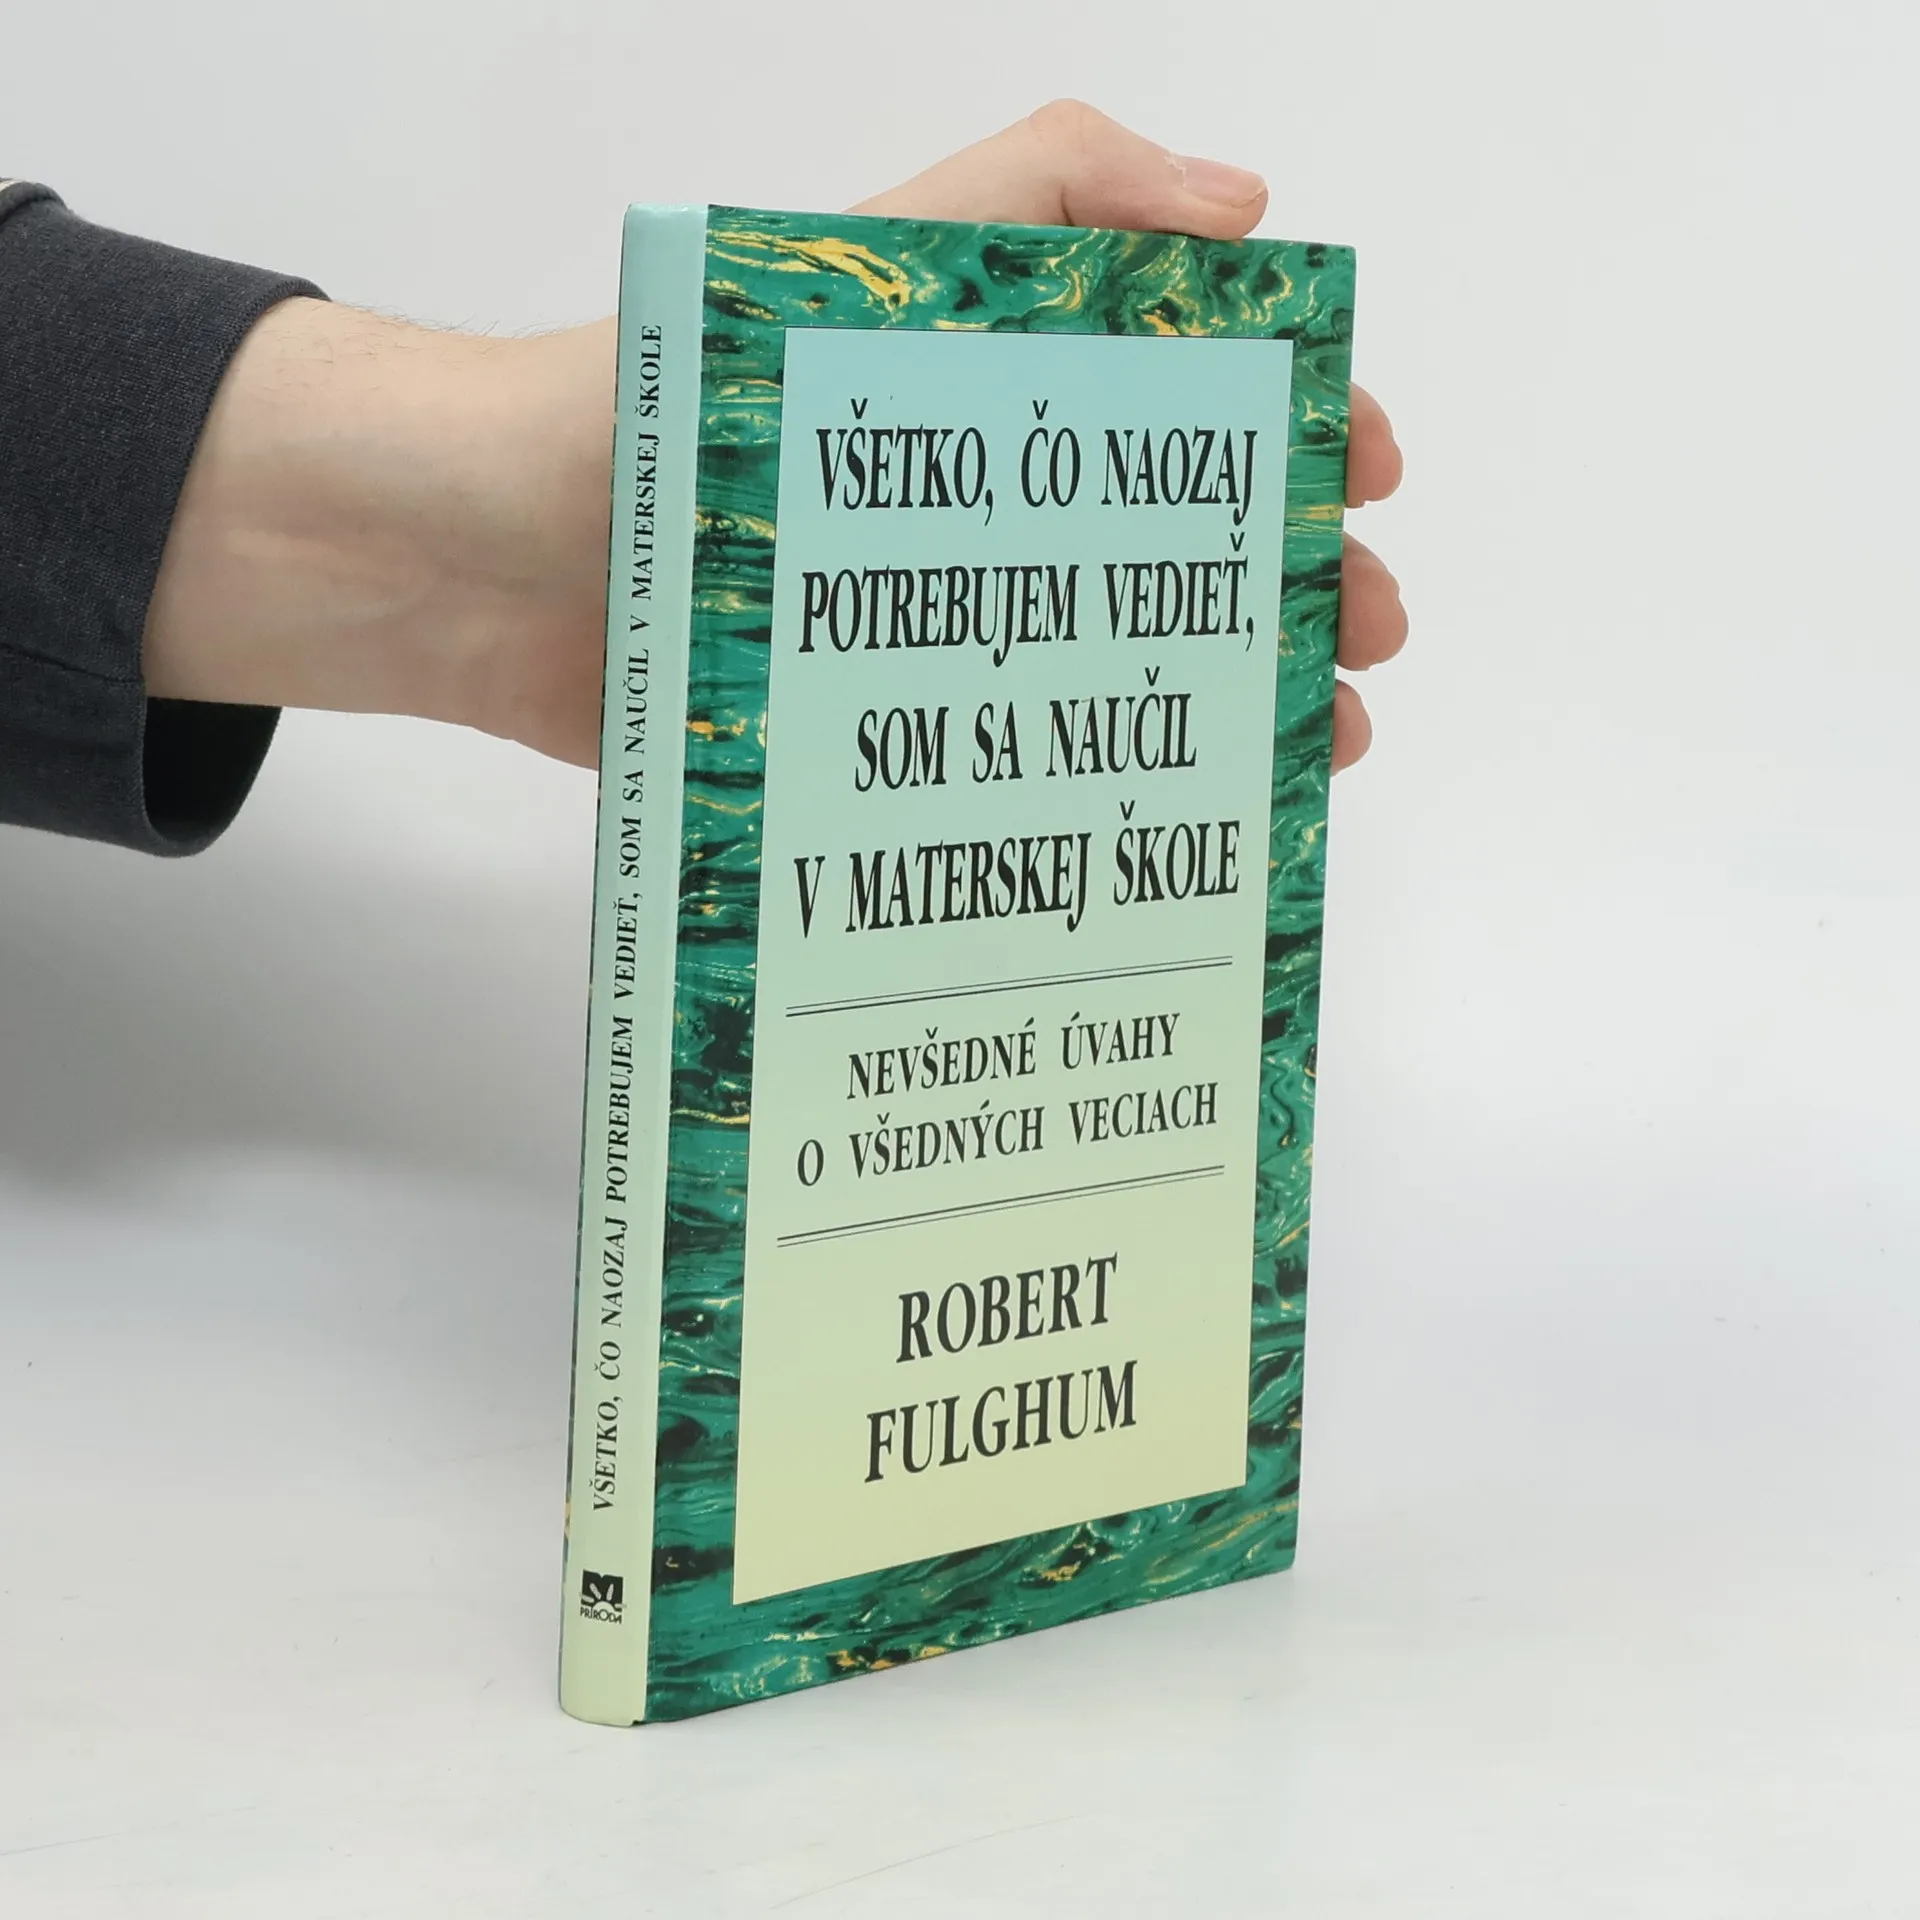 VŠETKO, ČO NAOZAJ POTREBUJEM VEDIEŤ, SOM SA NAUČIL V MATERSKEJ ŠKOLE
PRÍRODA
VŠETKO, ČO NAOZAJ
POTREBUJEM VEDIEŤ,
SOM SA NAUČIL
V MATERSKEJ ŠKOLE
NEVŠEDNÉ ÚVAHY
O VŠEDNÝCH VECIACH
ROBERT
FULGHUM